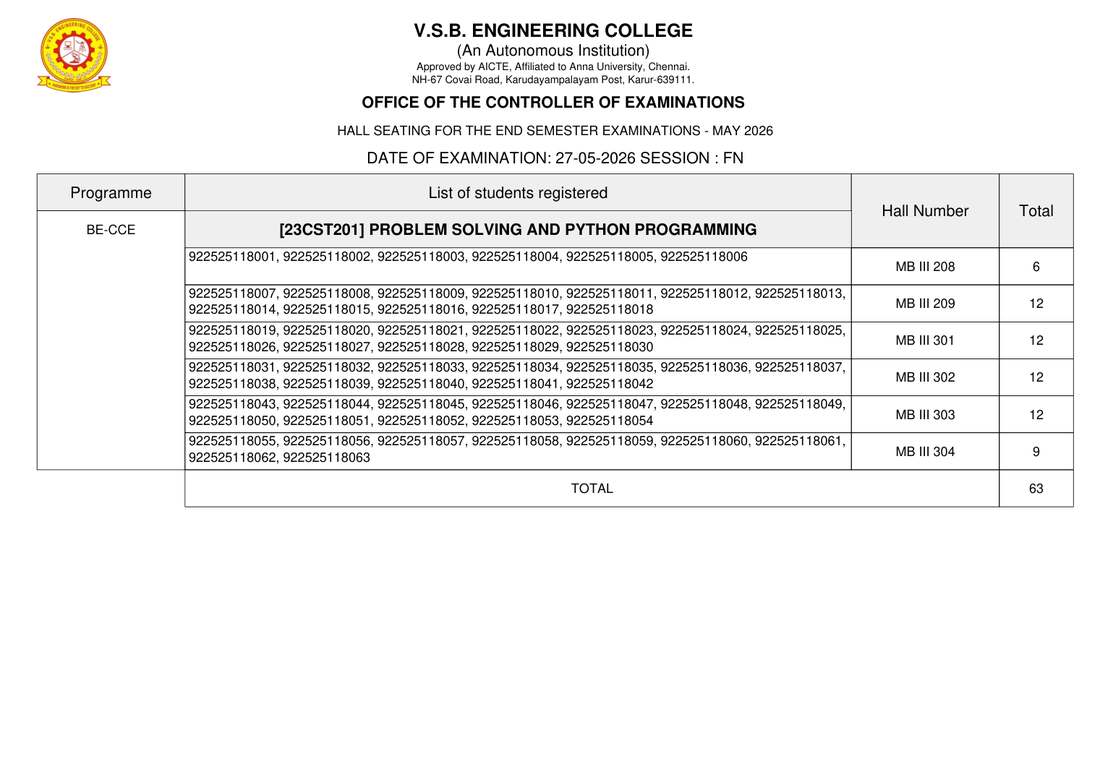 V.S.B. ENGINEERING COLLEGE
(An Autonomous Institution)
Approved by AICTE, Affiliated to Anna University, Chennai.
NH-67 Covai Road, Karudayampalayam Post, Karur-639111.
OFFICE OF THE CONTROLLER OF EXAMINATIONS
HALL SEATING FOR THE END SEMESTER EXAMINATIONS - MAY 2026
DATE OF EXAMINATION: 27-05-2026 SESSION : FN
Programme
List of students registered
Hall Number
Total
BE-CCE
[23CST201] PROBLEM SOLVING AND PYTHON PROGRAMMING
922525118001, 922525118002, 922525118003, 922525118004, 922525118005, 922525118006
MB III 208
6
922525118007, 922525118008, 922525118009, 922525118010, 922525118011, 922525118012, 922525118013,
922525118014, 922525118015, 922525118016, 922525118017, 922525118018
MB III 209
12
922525118019, 922525118020, 922525118021, 922525118022, 922525118023, 922525118024, 922525118025,
922525118026, 922525118027, 922525118028, 922525118029, 922525118030
MB III 301
12
922525118031, 922525118032, 922525118033, 922525118034, 922525118035, 922525118036, 922525118037,
922525118038, 922525118039, 922525118040, 922525118041, 922525118042
MB III 302
12
922525118043, 922525118044, 922525118045, 922525118046, 922525118047, 922525118048, 922525118049,
922525118050, 922525118051, 922525118052, 922525118053, 922525118054
MB III 303
12
922525118055, 922525118056, 922525118057, 922525118058, 922525118059, 922525118060, 922525118061,
922525118062, 922525118063
MB III 304
9
TOTAL
63